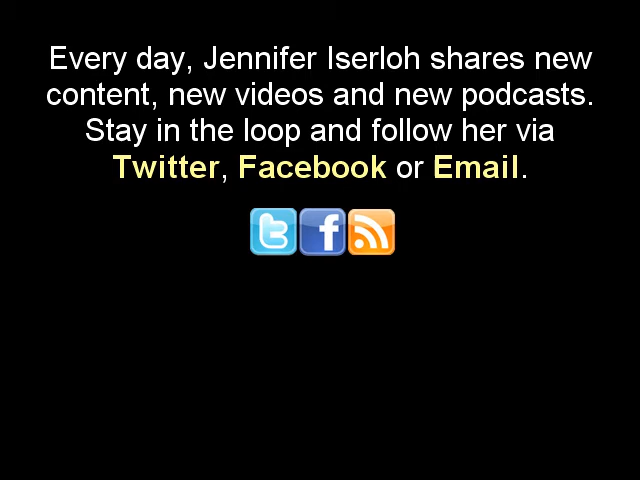 Every day, Jennifer Iserloh shares new
content, new videos and new podcasts.
Stay in the loop and follow her via
Twitter, Facebook or Email.